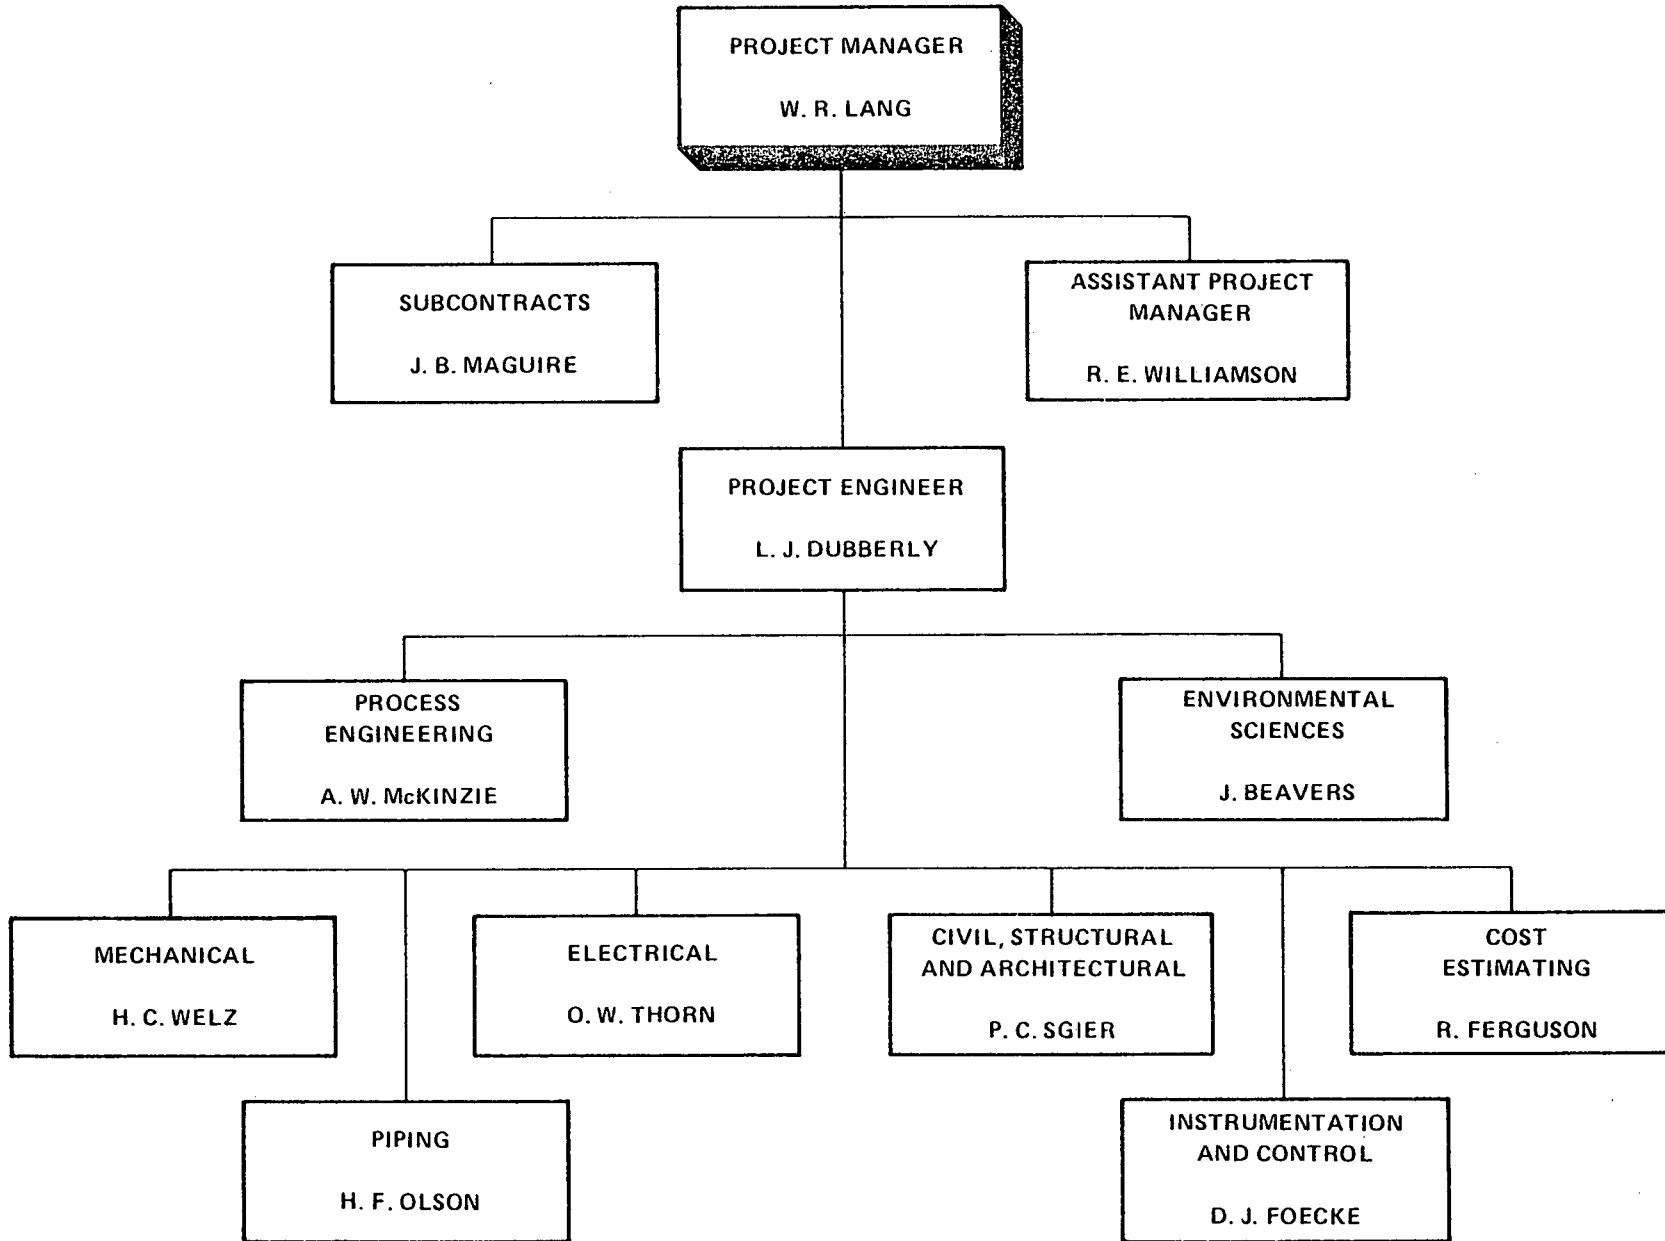 PROJECT MANAGER
W. R. LANG
SUBCONTRACTS
J. B. MAGUIRE
ASSISTANT PROJECT
MANAGER
R. E. WILLIAMSON
PROJECT ENGINEER
L. J. DUBBERLY
PROCESS
ENGINEERING
A. W. McKINZIE
ENVIRONMENTAL
SCIENCES
J. BEAVERS
MECHANICAL
H. C. WELZ
ELECTRICAL
O. W. THORN
CIVIL, STRUCTURAL
AND ARCHITECTURAL
P. C. SGIER
COST
ESTIMATING
R. FERGUSON
PIPING
H. F. OLSON
INSTRUMENTATION
AND CONTROL
D. J. FOECKE